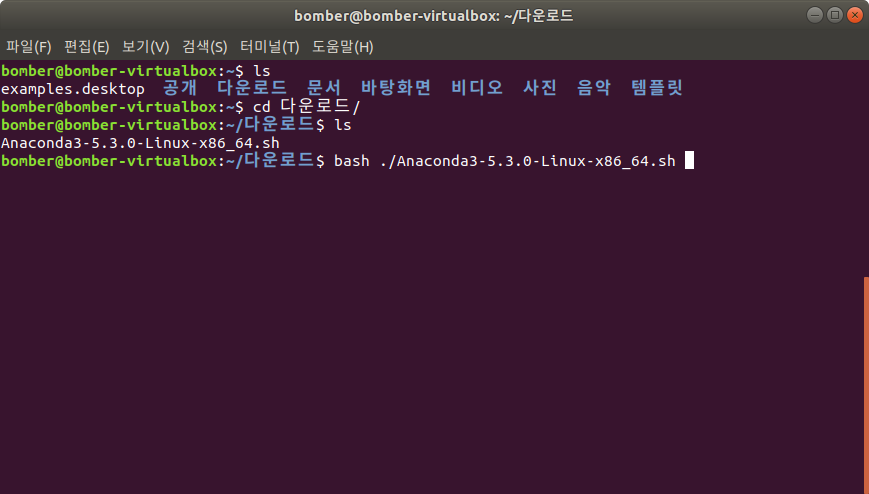 bomber@bomber-virtualbox: ~/다운로드
파일(F) 편집(E) 보기(V) 검색(S) 터미널(T) 도움말(H)
bomber@bomber-virtualbox:~$ ls
examples.desktop 공개 다운로드 문서 바탕화면 비디오 사진 음악 템플릿
bomber@bomber-virtualbox:~$ cd 다운로드/
bomber@bomber-virtualbox:~/다운로드$ ls
Anaconda3-5.3.0-Linux-x86_64.sh
bomber@bomber-virtualbox:~/다운로드$ bash ./Anaconda3-5.3.0-Linux-x86_64.sh